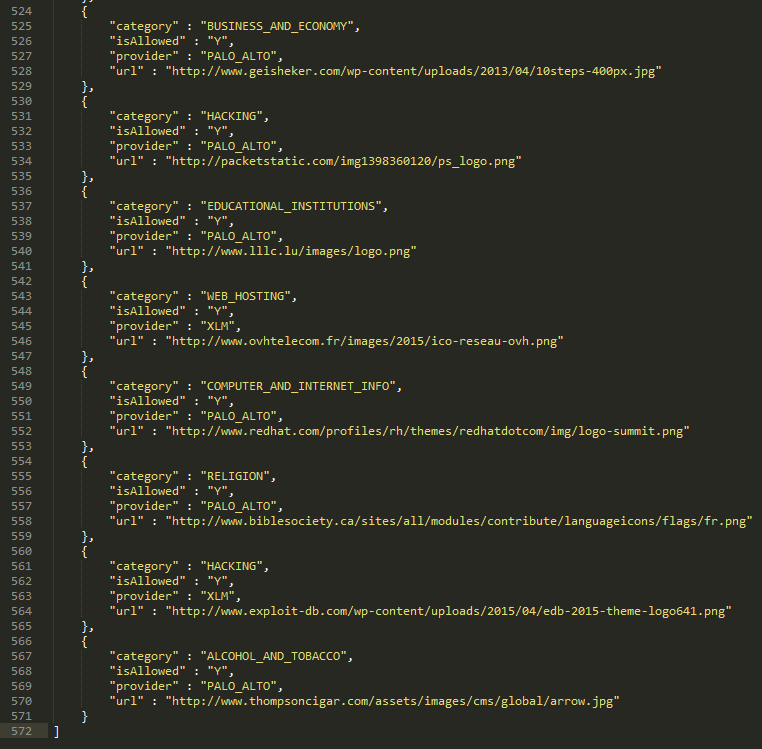 524 {
525 "category" : "BUSINESS_AND_ECONOMY",
526 "isAllowed" : "Y",
527 "provider" : "PALO_ALTO",
528 "url" : "http://www.geisheker.com/wp-content/uploads/2013/04/10steps-400px.jpg"
529 },
530 {
531 "category" : "HACKING",
532 "isAllowed" : "Y",
533 "provider" : "PALO_ALTO",
534 "url" : "http://packetstatic.com/img1398360120/ps_logo.png"
535 },
536 {
537 "category" : "EDUCATIONAL_INSTITUTIONS",
538 "isAllowed" : "Y",
539 "provider" : "PALO_ALTO",
540 "url" : "http://www.lllc.lu/images/logo.png"
541 },
542 {
543 "category" : "WEB_HOSTING",
544 "isAllowed" : "Y",
545 "provider" : "XLM",
546 "url" : "http://www.ovhtelecom.fr/images/2015/ico-reseau-ovh.png"
547 },
548 {
549 "category" : "COMPUTER_AND_INTERNET_INFO",
550 "isAllowed" : "Y",
551 "provider" : "PALO_ALTO",
552 "url" : "http://www.redhat.com/profiles/rh/themes/redhatdotcom/img/logo-summit.png"
553 },
554 {
555 "category" : "RELIGION",
556 "isAllowed" : "Y",
557 "provider" : "PALO_ALTO",
558 "url" : "http://www.biblesociety.ca/sites/all/modules/contribute/languageicons/flags/fr.png"
559 },
560 {
561 "category" : "HACKING",
562 "isAllowed" : "Y",
563 "provider" : "XLM",
564 "url" : "http://www.exploit-db.com/wp-content/uploads/2015/04/edb-2015-theme-logo641.png"
565 },
566 {
567 "category" : "ALCOHOL_AND_TOBACCO",
568 "isAllowed" : "Y",
569 "provider" : "PALO_ALTO",
570 "url" : "http://www.thompsoncigar.com/assets/images/cms/global/arrow.jpg"
571 }
572 ]